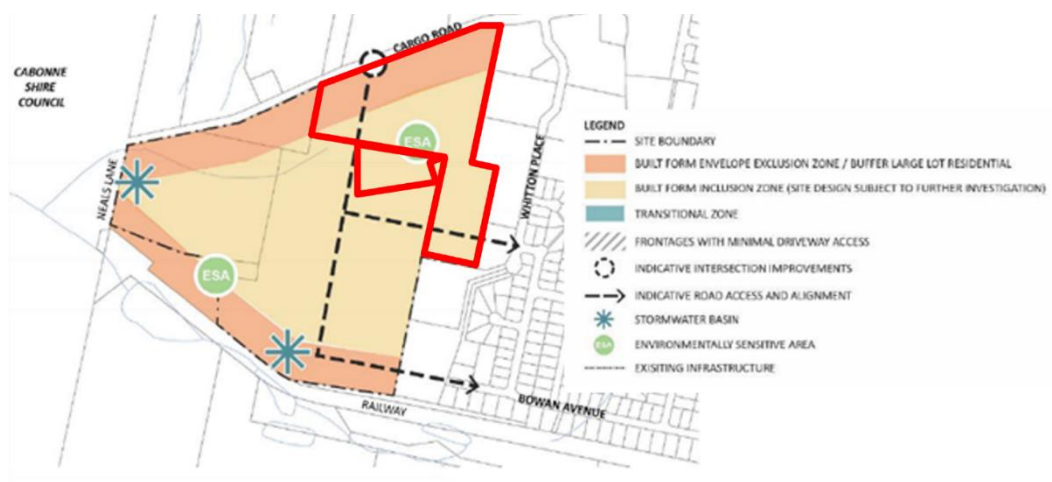 CARGO ROAD
CABONNE
SHIRE
COUNCIL
ESA
NEALS LANE
WHITTON PLACE
ESA
RAILWAY
BOWAN AVENUE
LEGEND
SITE BOUNDARY
BUILT FORM ENVELOPE EXCLUSION ZONE / BUFFER LARGE LOT RESIDENTIAL
BUILT FORM INCLUSION ZONE (SITE DESIGN SUBJECT TO FURTHER INVESTIGATION)
TRANSITIONAL ZONE
FRONTAGES WITH MINIMAL DRIVEWAY ACCESS
INDICATIVE INTERSECTION IMPROVEMENTS
INDICATIVE ROAD ACCESS AND ALIGNMENT
STORMWATER BASIN
ESA
ENVIRONMENTALLY SENSITIVE AREA
EXISITING INFRASTRUCTURE